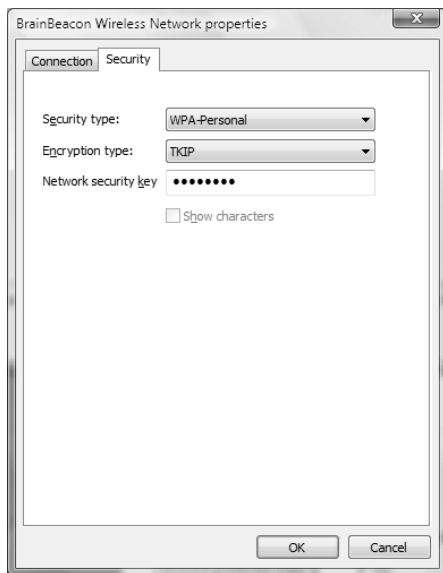 BrainBeacon Wireless Network properties
Connection Security
Security type: WPA-Personal
Encryption type: TKIP
Network security key ••••••••
Show characters
OK Cancel